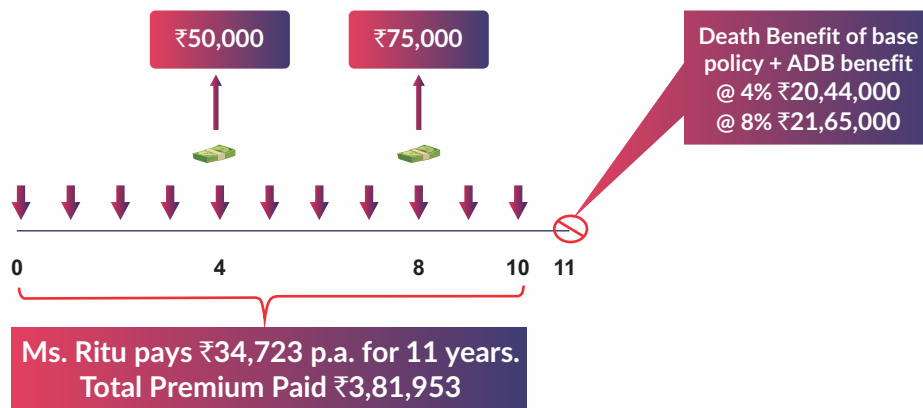 ₹50,000
₹75,000
Death Benefit of base
policy + ADB benefit
@ 4% ₹20,44,000
@ 8% ₹21,65,000
0 4 8 10 11
Ms. Ritu pays ₹34,723 p.a. for 11 years.
Total Premium Paid ₹3,81,953